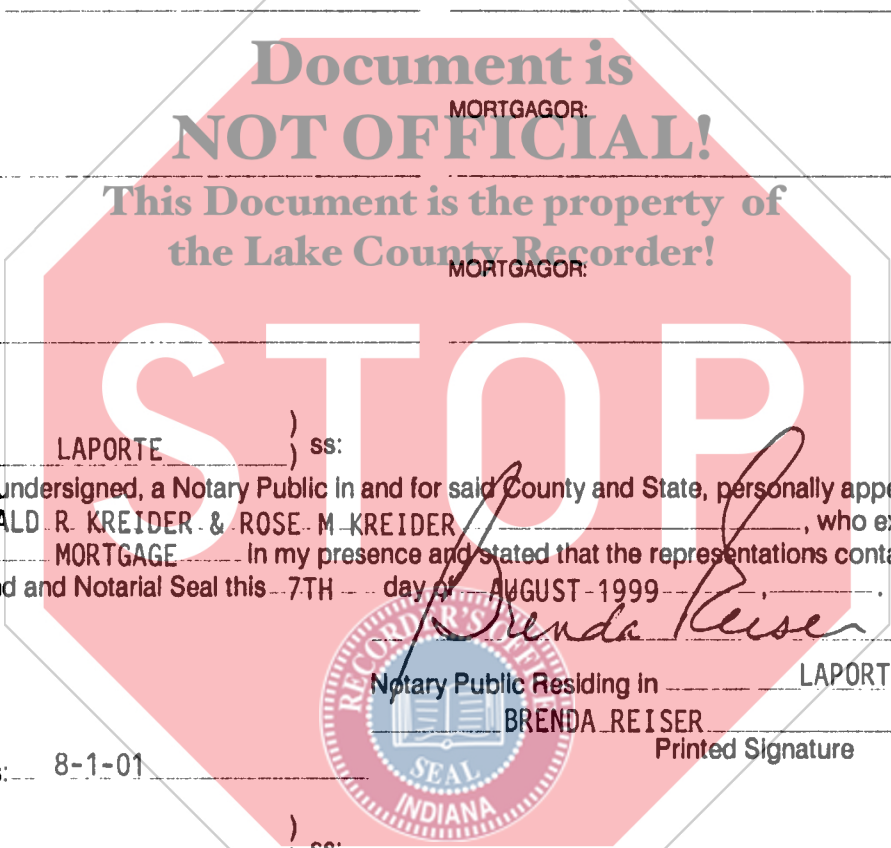 Document is
MORTGAGOR:
NOT OFFICIAL!
This Document is the property of
the Lake County Recorder!
MORTGAGOR:
STOP
LAPORTE ) ss:
undersigned, a Notary Public in and for said County and State, personally appe
ALD R. KREIDER & ROSE M KREIDER, who ex
MORTGAGE in my presence and stated that the representations conta
d and Notarial Seal this 7TH day of AUGUST 1999 .
Brenda Reiser
RECORDER'S OFFICE
Notary Public Residing in LAPORT
BRENDA REISER
Printed Signature
SEAL
8-1-01
INDIANA
) ss: